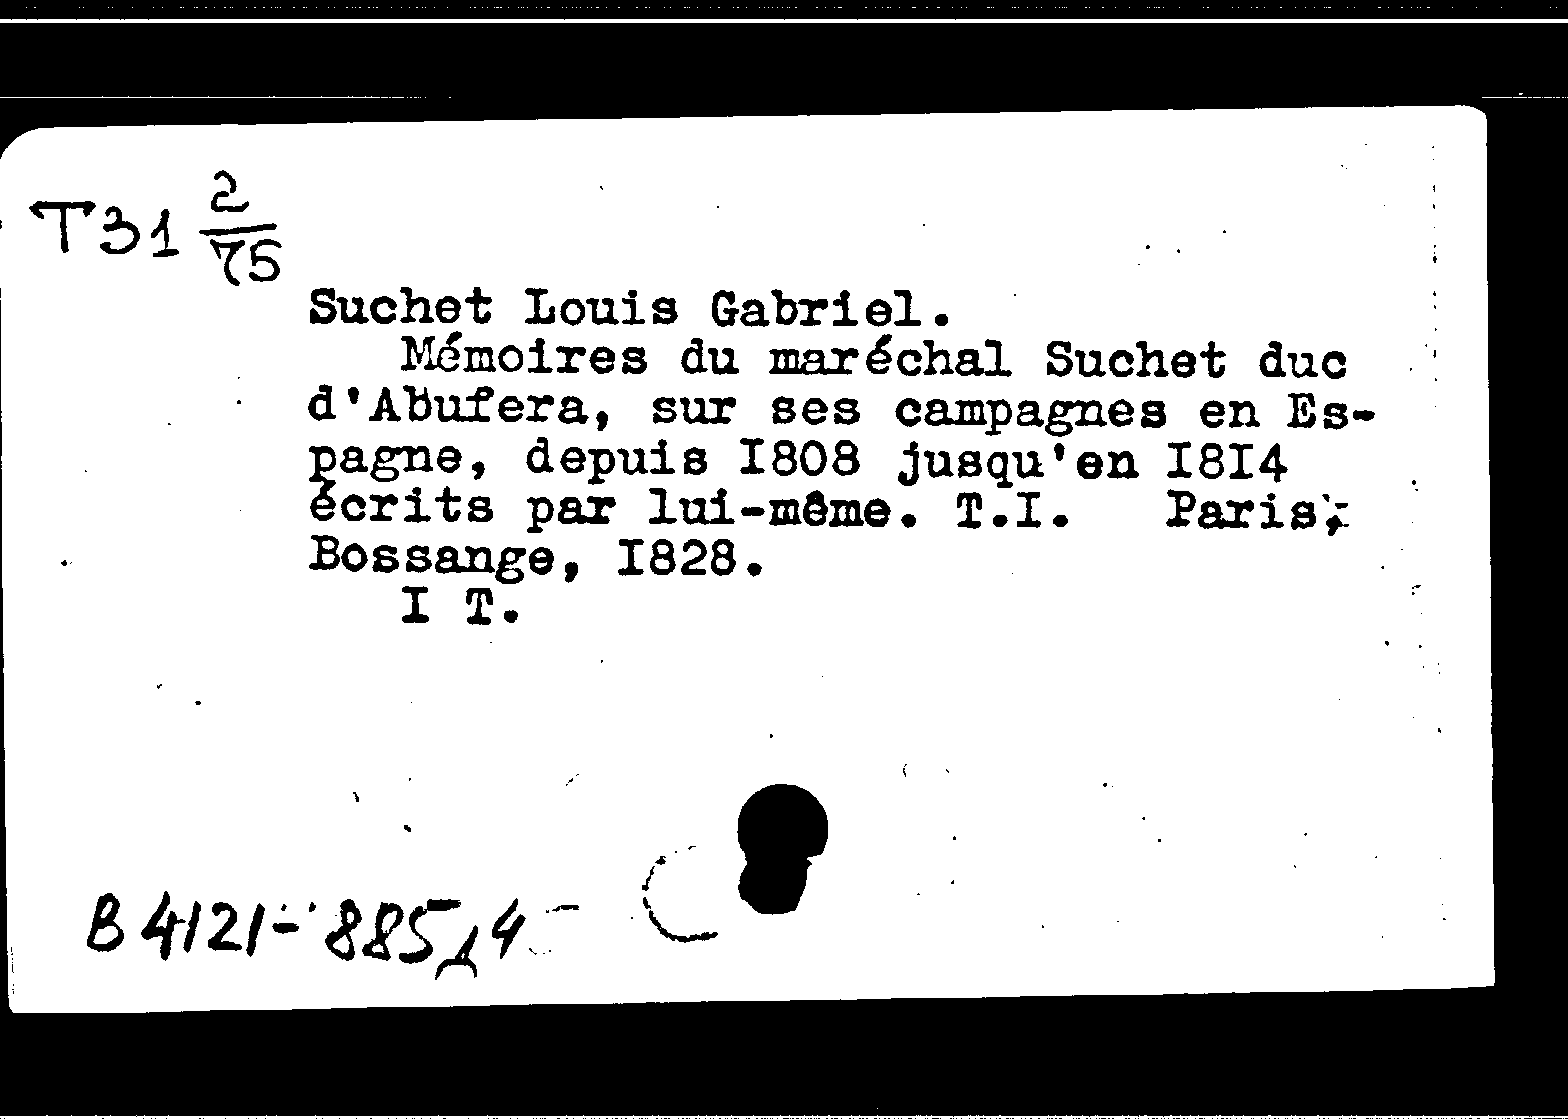 T31 2/75
Suchet Louis Gabriel.
Mémoires du maréchal Suchet duc
d'Abufera, sur ses campagnes en Es-
pagne, depuis I808 jusqu'en I8I4
écrits par lui-même. T.I. Paris,
Bossange, I828.
I T.
B 4121-885